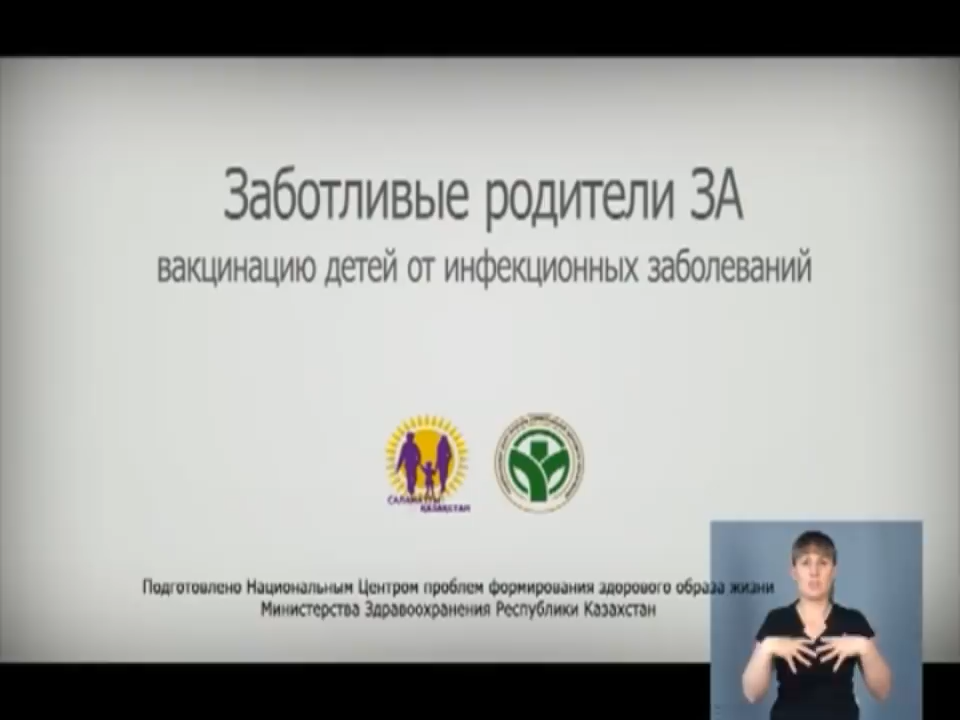 Заботливые родители ЗА
вакцинацию детей от инфекционных заболеваний
САЛАМАТТЫ
ҚАЗАҚСТАН
Подготовлено Национальным Центром проблем формирования здорового образа жизни
Министерства Здравоохранения Республики Казахстан